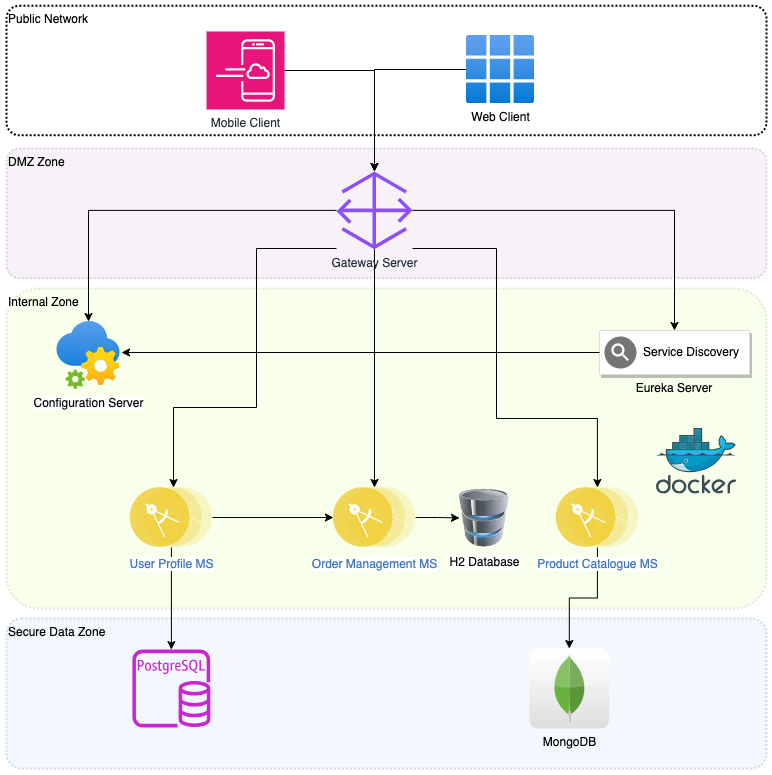 Public Network
Mobile Client
Web Client
DMZ Zone
Gateway Server
Internal Zone
Service Discovery
Eureka Server
Configuration Server
docker
User Profile MS
Order Management MS
H2 Database
Product Catalogue MS
Secure Data Zone
PostgreSQL
MongoDB